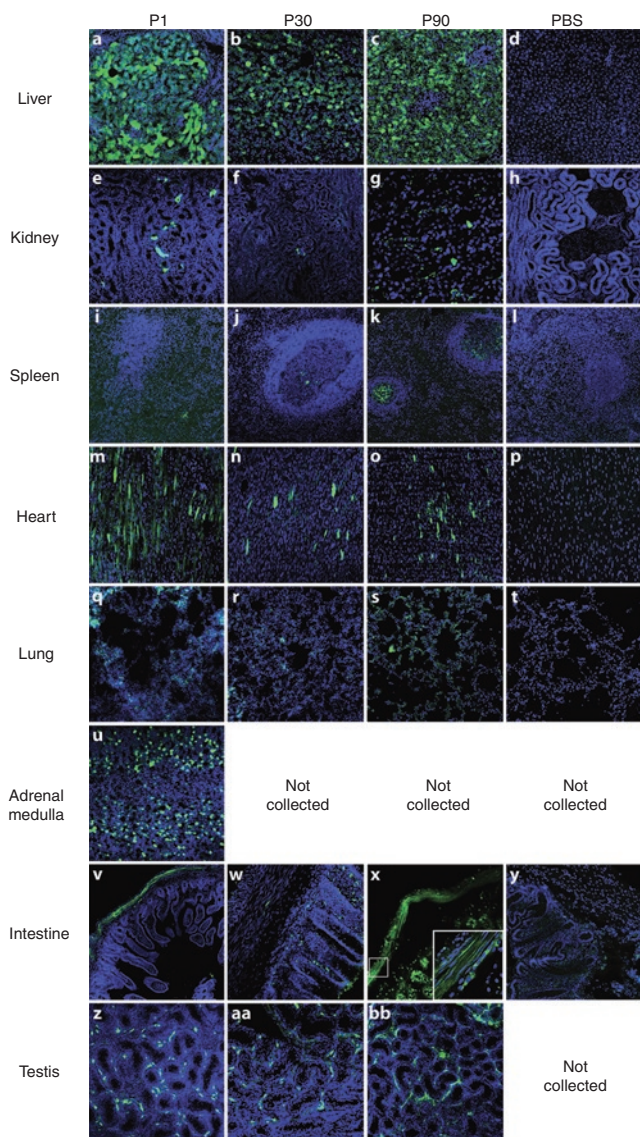 P1 P30 P90 PBS
Liver a b c d
Kidney e f g h
Spleen i j k l
Heart m n o p
Lung q r s t
u
Adrenal Not Not Not
medulla collected collected collected
Intestine v w x y
z aa bb
Testis Not
collected